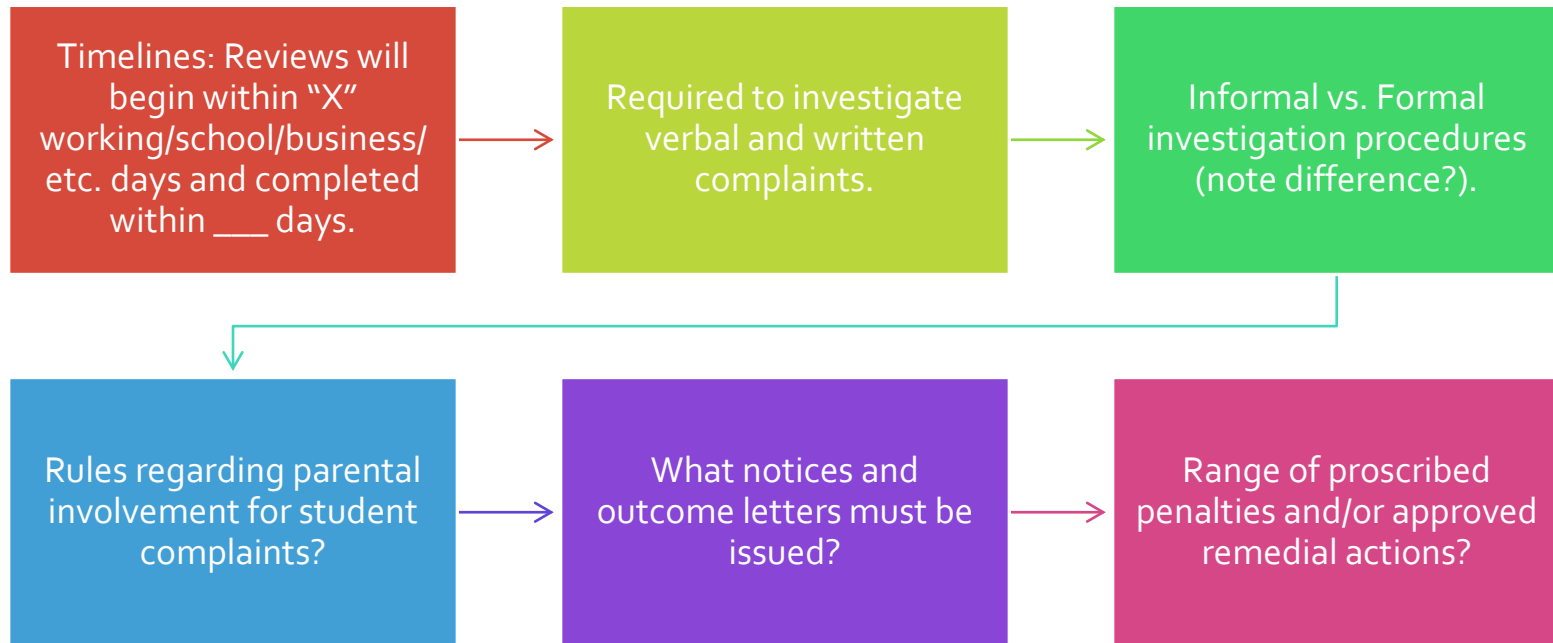 Timelines: Reviews will
begin within “X”
working/school/business/
etc. days and completed
within ___ days.
Required to investigate
verbal and written
complaints.
Informal vs. Formal
investigation procedures
(note difference?).
Rules regarding parental
involvement for student
complaints?
What notices and
outcome letters must be
issued?
Range of proscribed
penalties and/or approved
remedial actions?